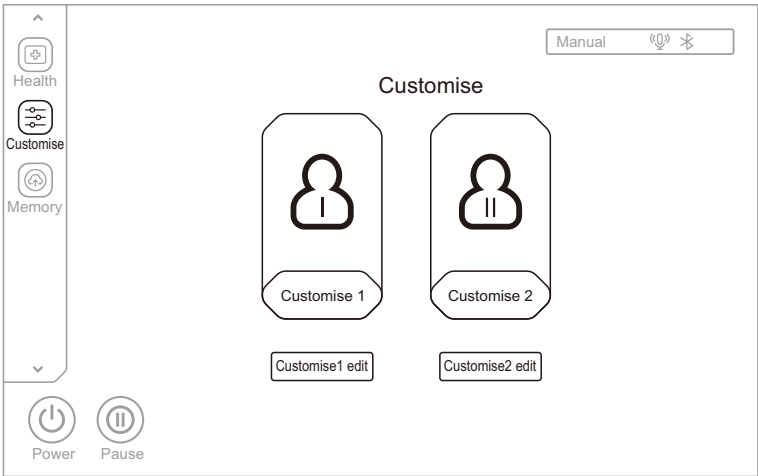 Manual
Health
Customise
Memory
Customise
I
II
Customise 1
Customise 2
Customise1 edit
Customise2 edit
Power
Pause